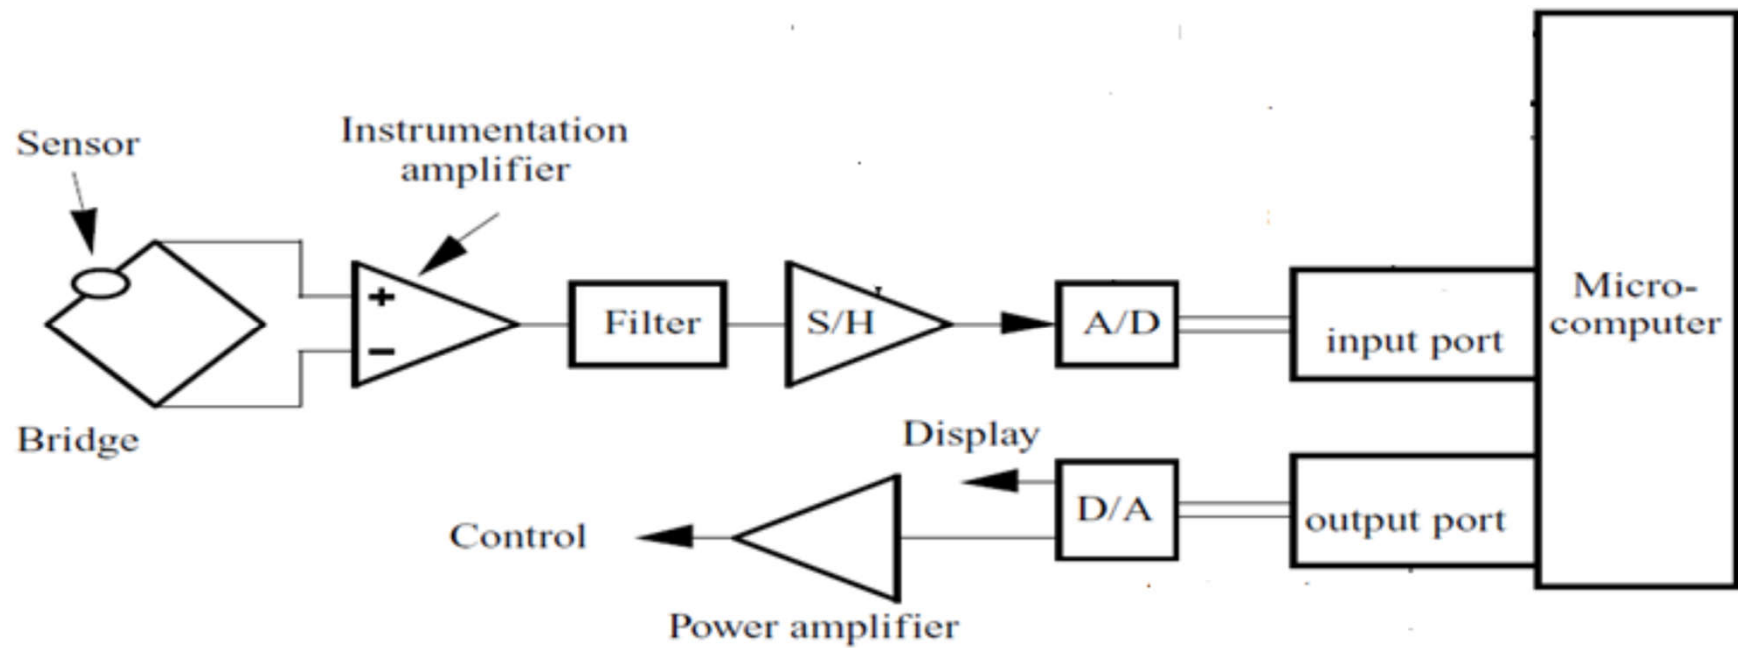 Sensor
Instrumentation
amplifier
+
−
Filter
S/H
A/D
input port
Micro-
computer
Bridge
Display
D/A
output port
Control
Power amplifier